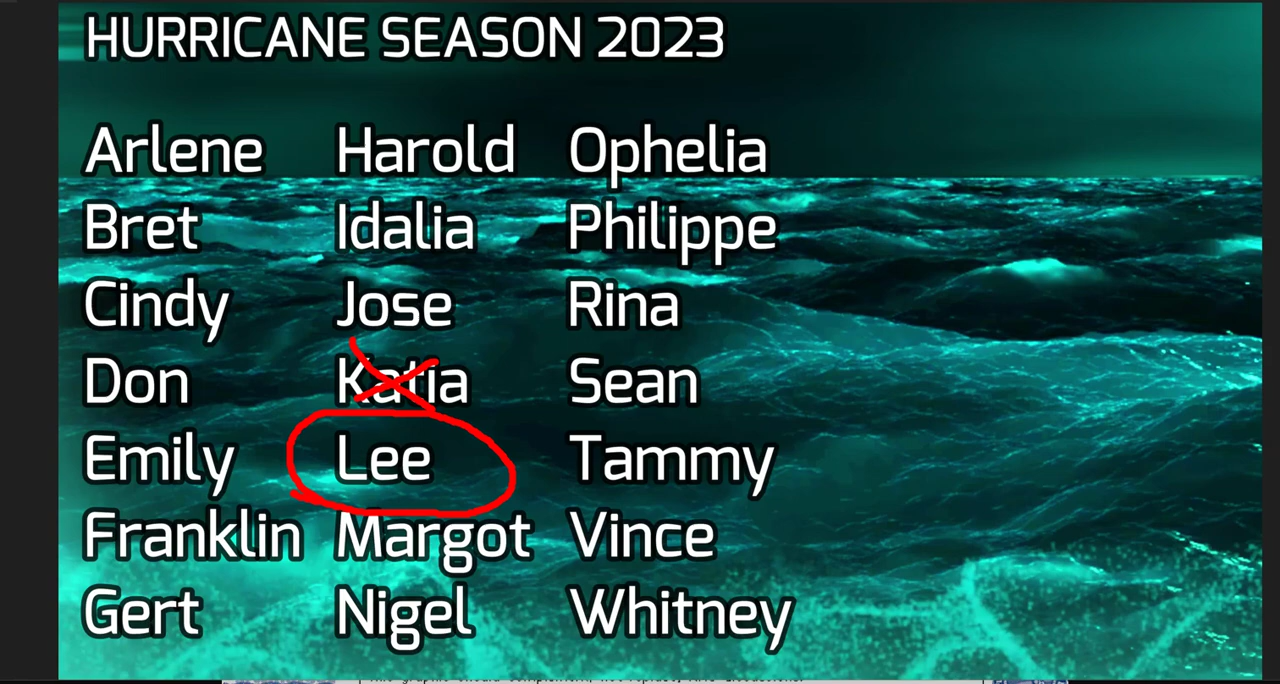 HURRICANE SEASON 2023
Arlene Harold Ophelia
Bret Idalia Philippe
Cindy Jose Rina
Don Katia Sean
Emily Lee Tammy
Franklin Margot Vince
Gert Nigel Whitney